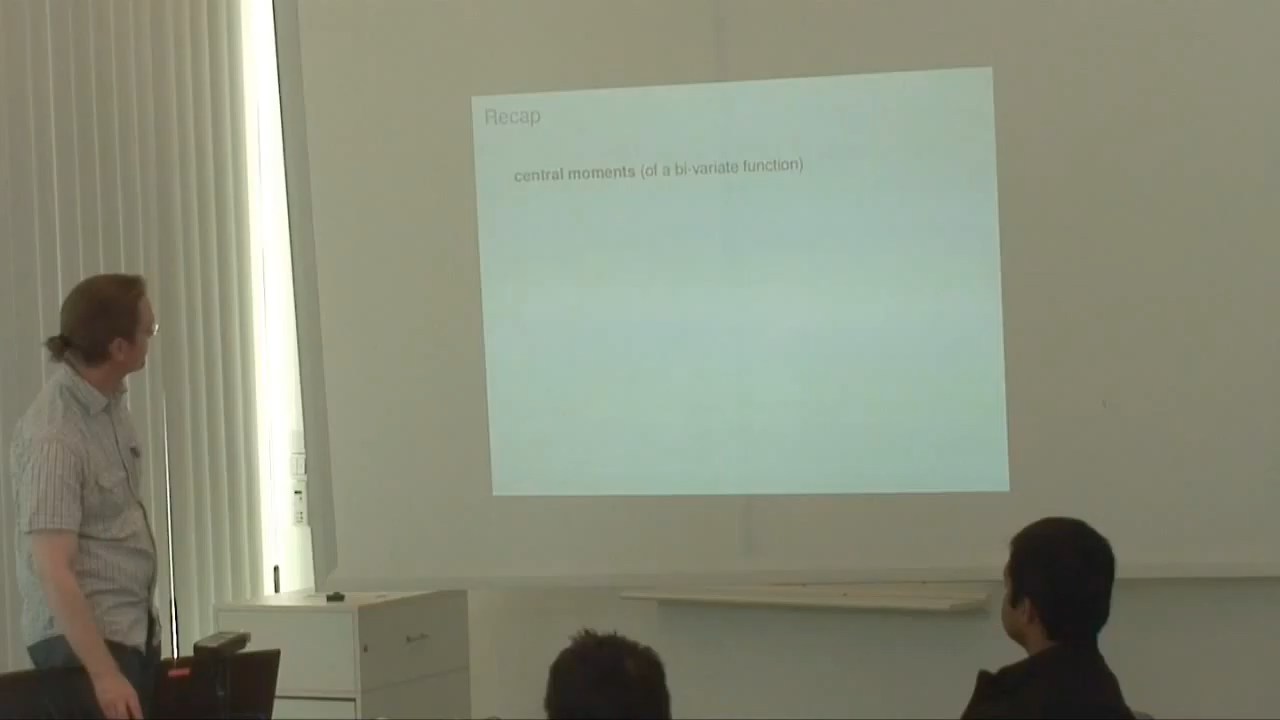 Recap
central moments (of a bi-variate function)